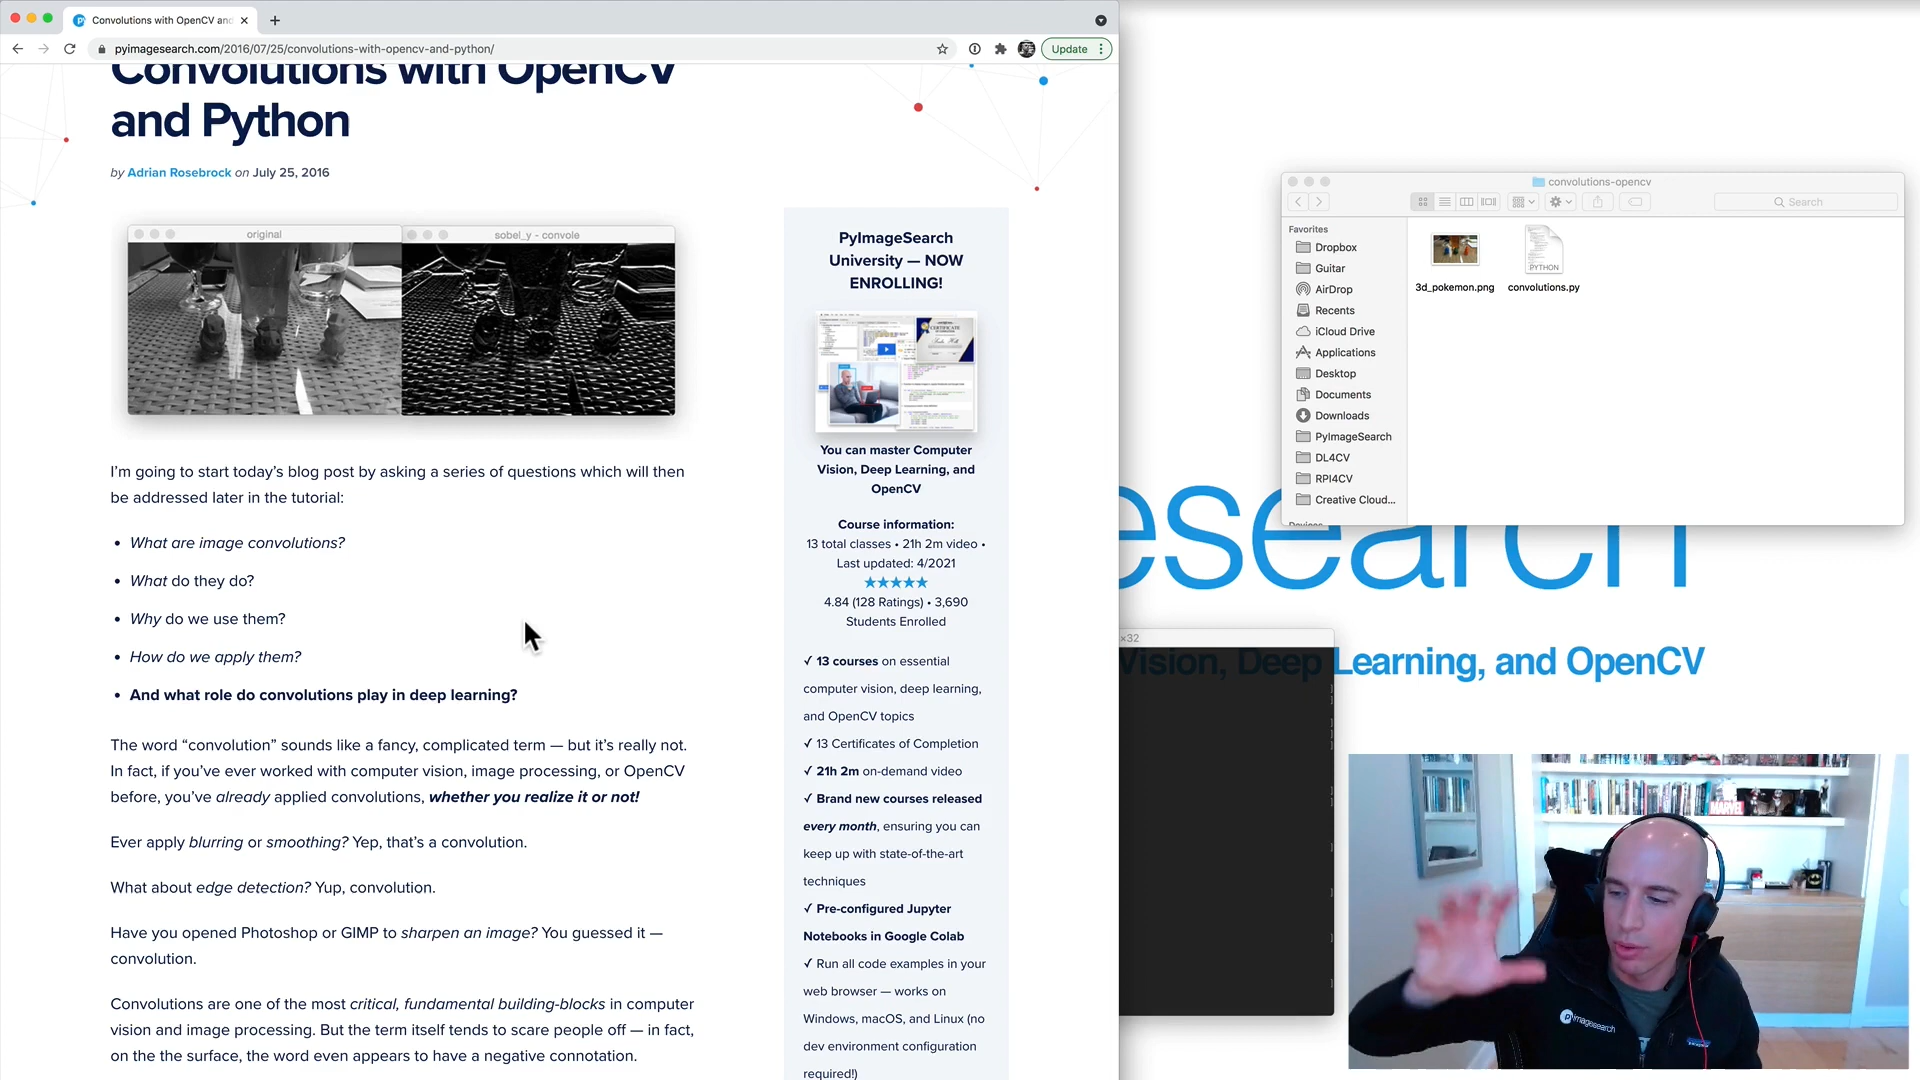 Convolutions with OpenCV and
pyimagesearch.com/2016/07/25/convolutions-with-opencv-and-python/
Update
Convolutions with OpenCV
and Python
by Adrian Rosebrock on July 25, 2016
original
sobel_y - convole
I'm going to start today's blog post by asking a series of questions which will then
be addressed later in the tutorial:
• What are image convolutions?
• What do they do?
• Why do we use them?
• How do we apply them?
• And what role do convolutions play in deep learning?
The word “convolution” sounds like a fancy, complicated term — but it's really not.
In fact, if you've ever worked with computer vision, image processing, or OpenCV
before, you've already applied convolutions, whether you realize it or not!
Ever apply blurring or smoothing? Yep, that's a convolution.
What about edge detection? Yup, convolution.
Have you opened Photoshop or GIMP to sharpen an image? You guessed it —
convolution.
Convolutions are one of the most critical, fundamental building-blocks in computer
vision and image processing. But the term itself tends to scare people off — in fact,
on the the surface, the word even appears to have a negative connotation.
PyImageSearch
University — NOW
ENROLLING!
You can master Computer
Vision, Deep Learning, and
OpenCV
Course information:
13 total classes • 21h 2m video •
Last updated: 4/2021
★★★★★
4.84 (128 Ratings) • 3,690
Students Enrolled
✓ 13 courses on essential
computer vision, deep learning,
and OpenCV topics
✓ 13 Certificates of Completion
✓ 21h 2m on-demand video
✓ Brand new courses released
every month, ensuring you can
keep up with state-of-the-art
techniques
✓ Pre-configured Jupyter
Notebooks in Google Colab
✓ Run all code examples in your
web browser — works on
Windows, macOS, and Linux (no
dev environment configuration
required!)
convolutions-opencv
Search
Favorites
Dropbox
Guitar
AirDrop
Recents
iCloud Drive
Applications
Desktop
Documents
Downloads
PyImageSearch
DL4CV
RPI4CV
Creative Cloud...
Devices
PYTHON
3d_pokemon.png
convolutions.py
esearch
×32
Vision, Deep Learning, and OpenCV
MARVEL
pyimagesearch